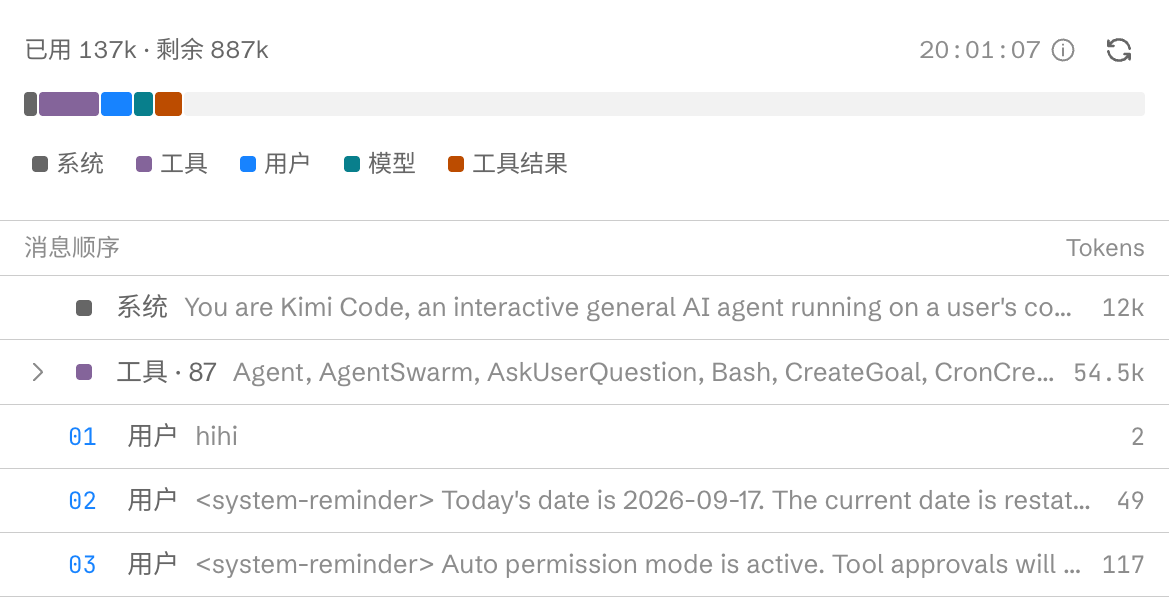 已用 137k · 剩余 887k
20:01:07
系统 工具 用户 模型 工具结果
消息顺序 Tokens
系统 You are Kimi Code, an interactive general AI agent running on a user's co... 12k
工具 · 87 Agent, AgentSwarm, AskUserQuestion, Bash, CreateGoal, CronCre... 54.5k
01 用户 hihi 2
02 用户 <system-reminder> Today's date is 2026-09-17. The current date is restat... 49
03 用户 <system-reminder> Auto permission mode is active. Tool approvals will ... 117